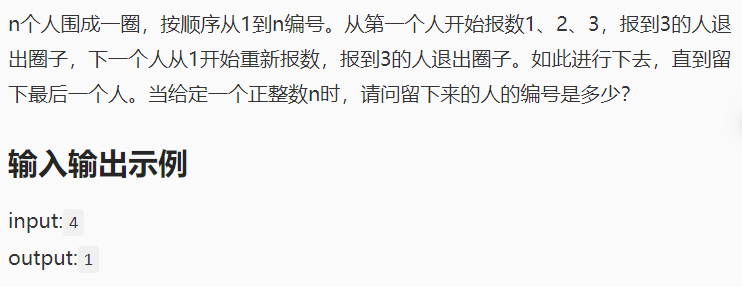 n个人围成一圈，按顺序从1到n编号。从第一个人开始报数1、2、3，报到3的人退
出圈子，下一个人从1开始重新报数，报到3的人退出圈子。如此进行下去，直到留
下最后一个人。当给定一个正整数n时，请问留下来的人的编号是多少？
输入输出示例
input: 4
output: 1